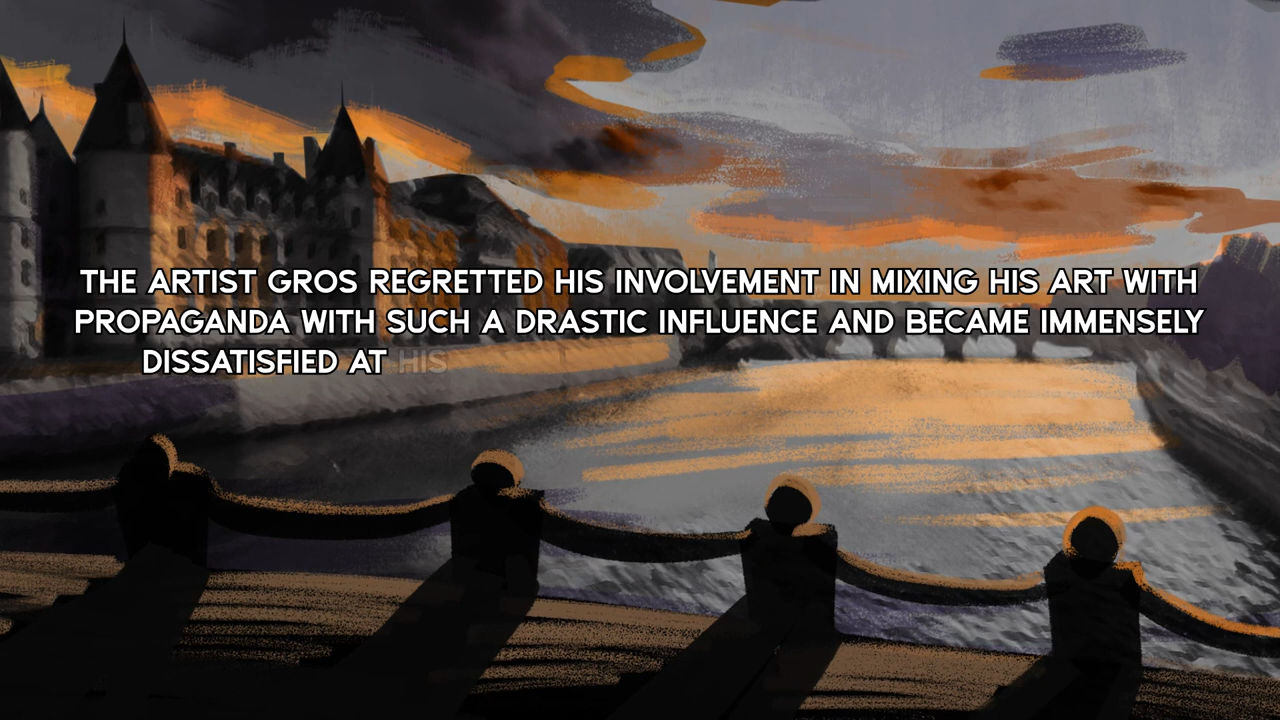 THE ARTIST GROS REGRETTED HIS INVOLVEMENT IN MIXING HIS ART WITH
PROPAGANDA WITH SUCH A DRASTIC INFLUENCE AND BECAME IMMENSELY
DISSATISFIED AT HIS